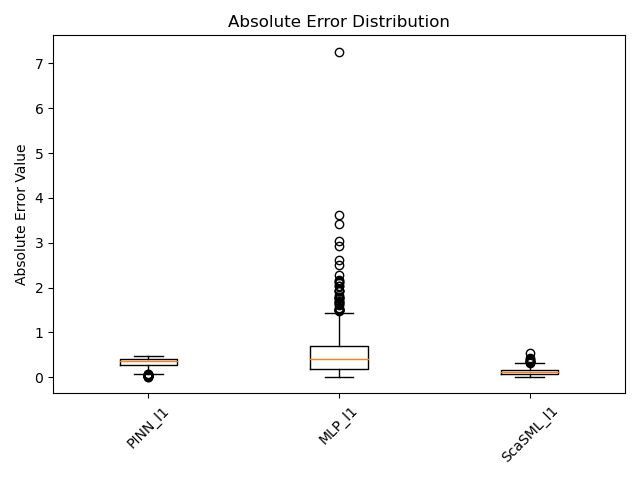 Absolute Error Distribution
Absolute Error Value
7
6
5
4
3
2
1
0
PINN_l1
MLP_l1
ScaSML_l1